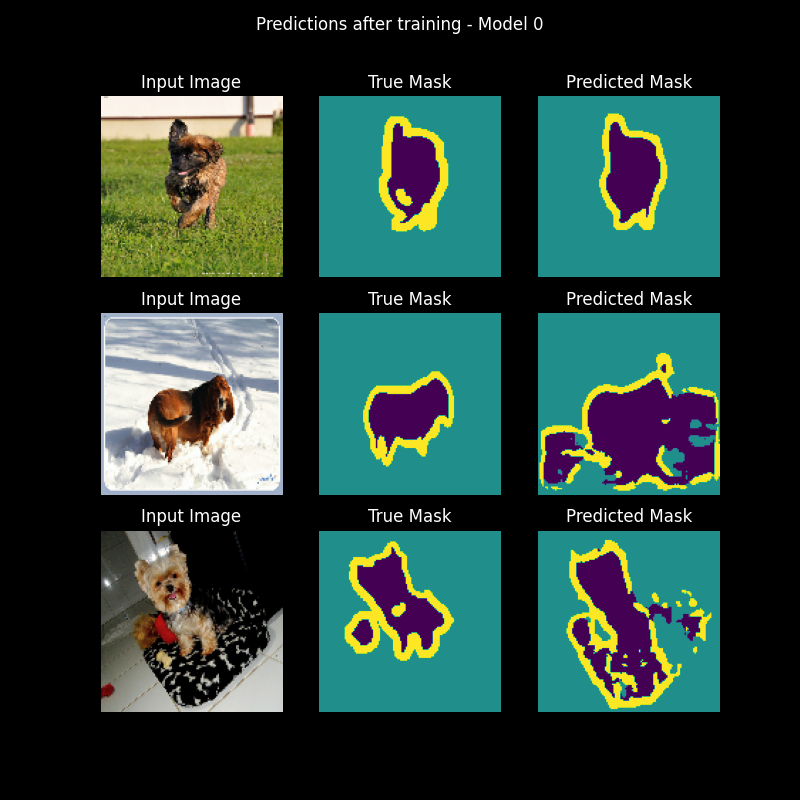 Predictions after training - Model 0
Input Image True Mask Predicted Mask
Input Image True Mask Predicted Mask
Input Image True Mask Predicted Mask